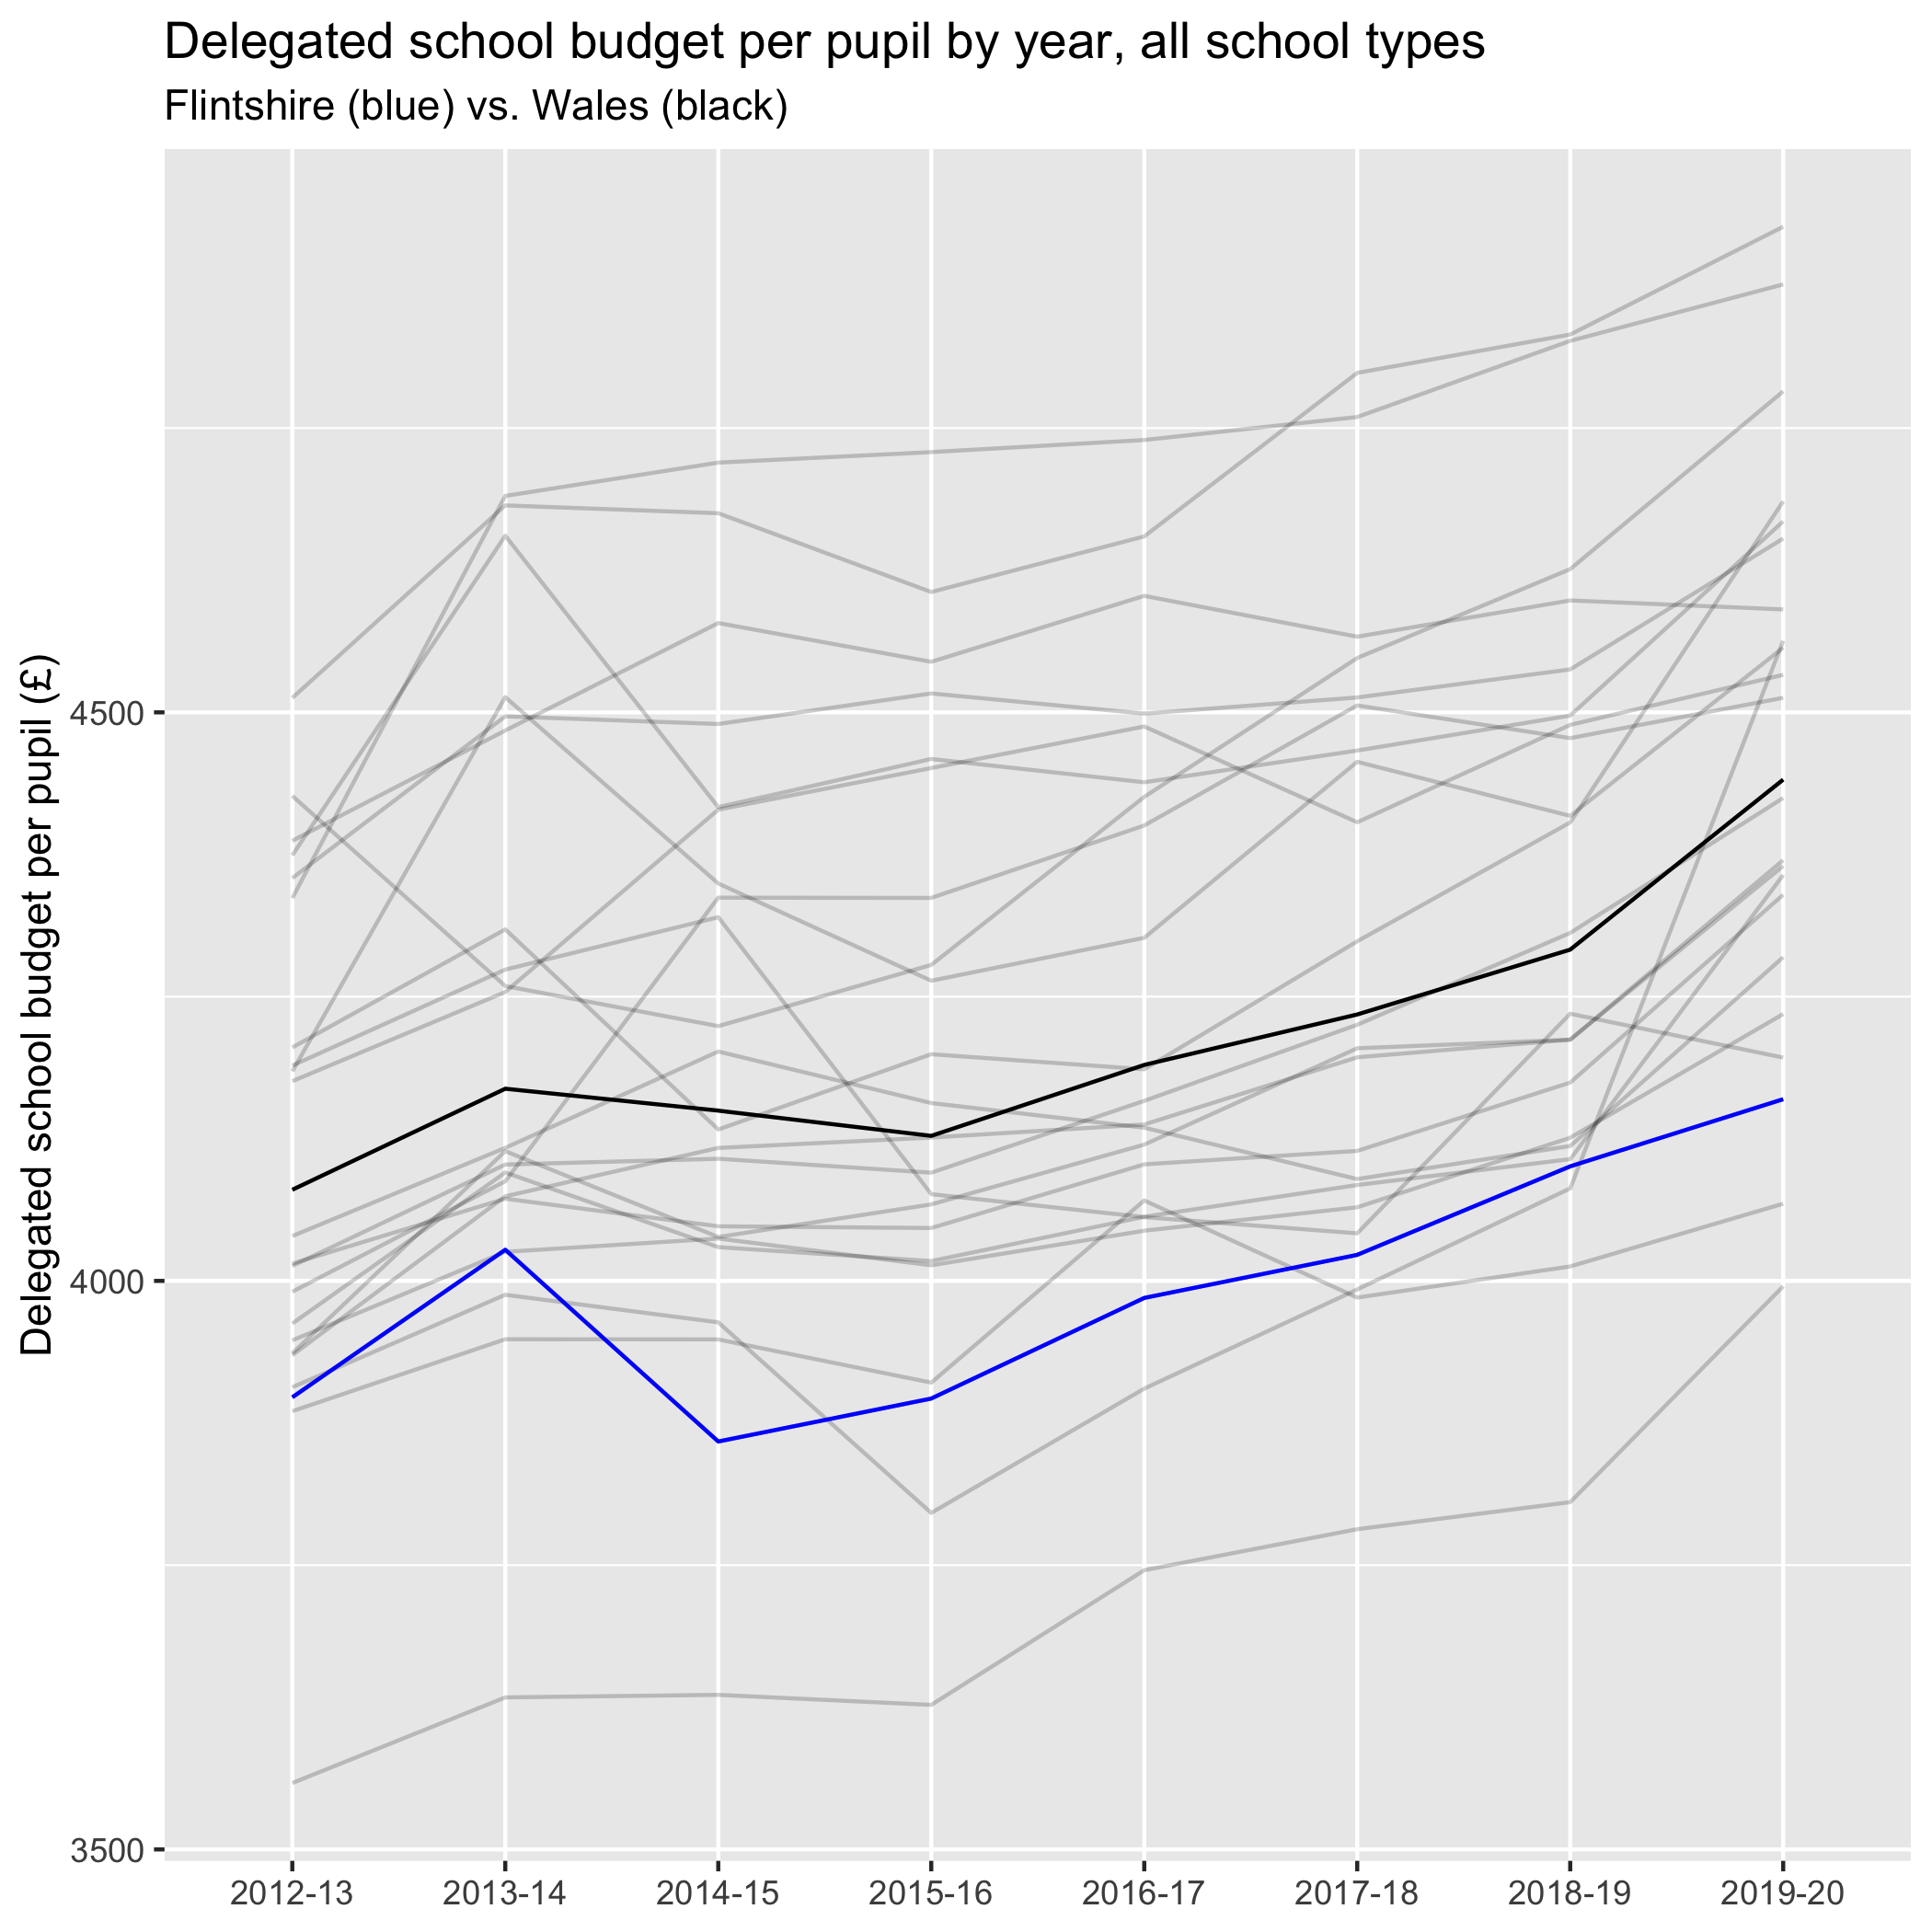 Delegated school budget per pupil by year, all school types
Flintshire (blue) vs. Wales (black)
Delegated school budget per pupil (£)
4500
4000
3500
2012-13 2013-14 2014-15 2015-16 2016-17 2017-18 2018-19 2019-20